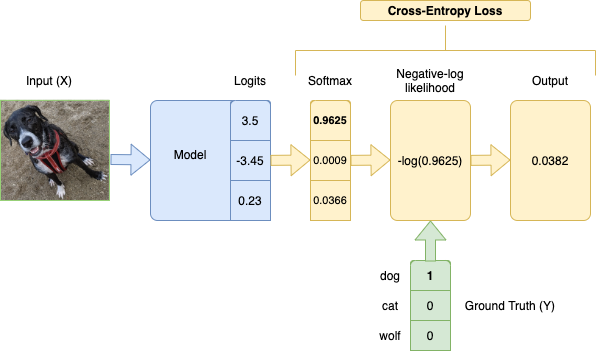 Cross-Entropy Loss
Input (X)
Logits
Softmax
Negative-log
likelihood
Output
Model
3.5
-3.45
0.23
0.9625
0.0009
0.0366
-log(0.9625)
0.0382
dog
1
cat
0
Ground Truth (Y)
wolf
0